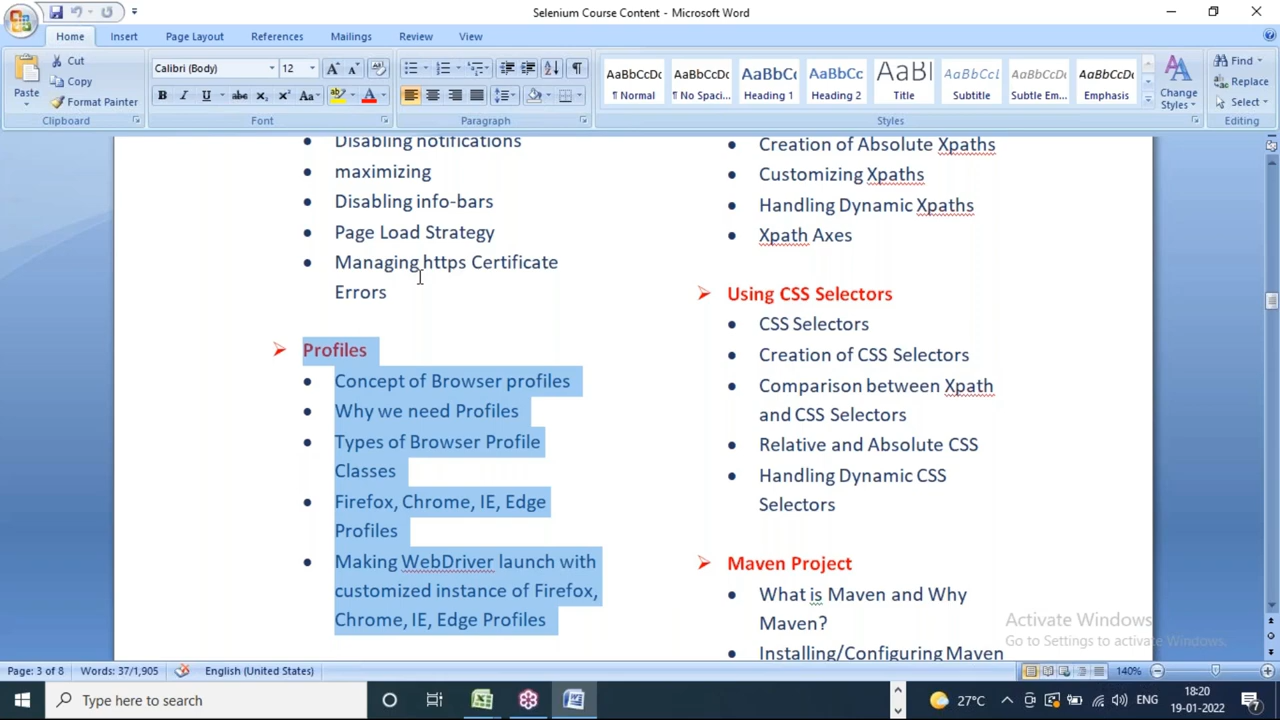 Selenium Course Content - Microsoft Word
Home Insert Page Layout References Mailings Review View
Paste
Cut
Copy
Format Painter
Clipboard
Calibri (Body) 12
Font
Paragraph
AaBbCcDc
¶ Normal
AaBbCcDc
¶ No Spaci...
AaBbCc
Heading 1
AaBbCc
Heading 2
AaBl
Title
AaBbCcl
Subtitle
AaBbCcDc
Subtle Em...
AaBbCcDc
Emphasis
Change
Styles
Styles
Find
Replace
Select
Editing
Disabling notifications
maximizing
Disabling info-bars
Page Load Strategy
Managing https Certificate
Errors
Profiles
Concept of Browser profiles
Why we need Profiles
Types of Browser Profile
Classes
Firefox, Chrome, IE, Edge
Profiles
Making WebDriver launch with
customized instance of Firefox,
Chrome, IE, Edge Profiles
Creation of Absolute Xpaths
Customizing Xpaths
Handling Dynamic Xpaths
Xpath Axes
Using CSS Selectors
CSS Selectors
Creation of CSS Selectors
Comparison between Xpath
and CSS Selectors
Relative and Absolute CSS
Handling Dynamic CSS
Selectors
Maven Project
What is Maven and Why
Maven?
Installing/Configuring Maven
Activate Windows
Go to Settings to activate Windows.
Page: 3 of 8 Words: 37/1,905 English (United States) 140%
Type here to search
27°C
ENG
18:20
19-01-2022
7